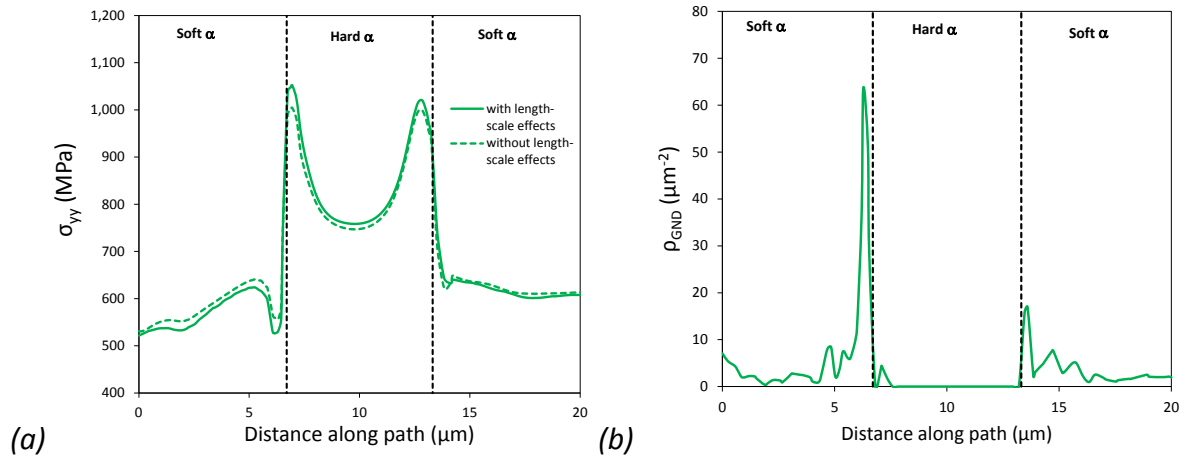 1,200
1,100
1,000
900
800
700
600
500
400
σyy (MPa)
Soft α
Hard α
Soft α
with length-
scale effects
without length-
scale effects
0
5
10
15
20
Distance along path (μm)
(a)
80
70
60
50
40
30
20
10
0
ρGND (μm⁻²)
Soft α
Hard α
Soft α
0
5
10
15
20
Distance along path (μm)
(b)